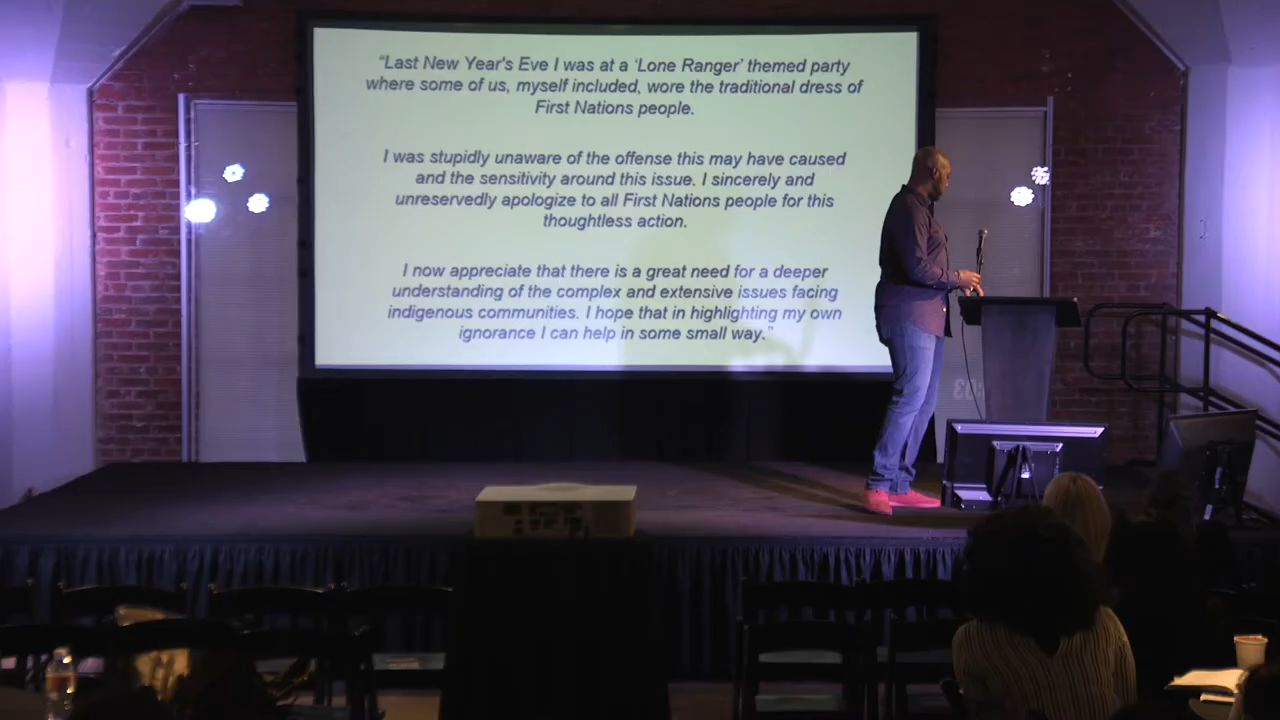 “Last New Year's Eve I was at a ‘Lone Ranger’ themed party
where some of us, myself included, wore the traditional dress of
First Nations people.
I was stupidly unaware of the offense this may have caused
and the sensitivity around this issue. I sincerely and
unreservedly apologize to all First Nations people for this
thoughtless action.
I now appreciate that there is a great need for a deeper
understanding of the complex and extensive issues facing
indigenous communities. I hope that in highlighting my own
ignorance I can help in some small way.”